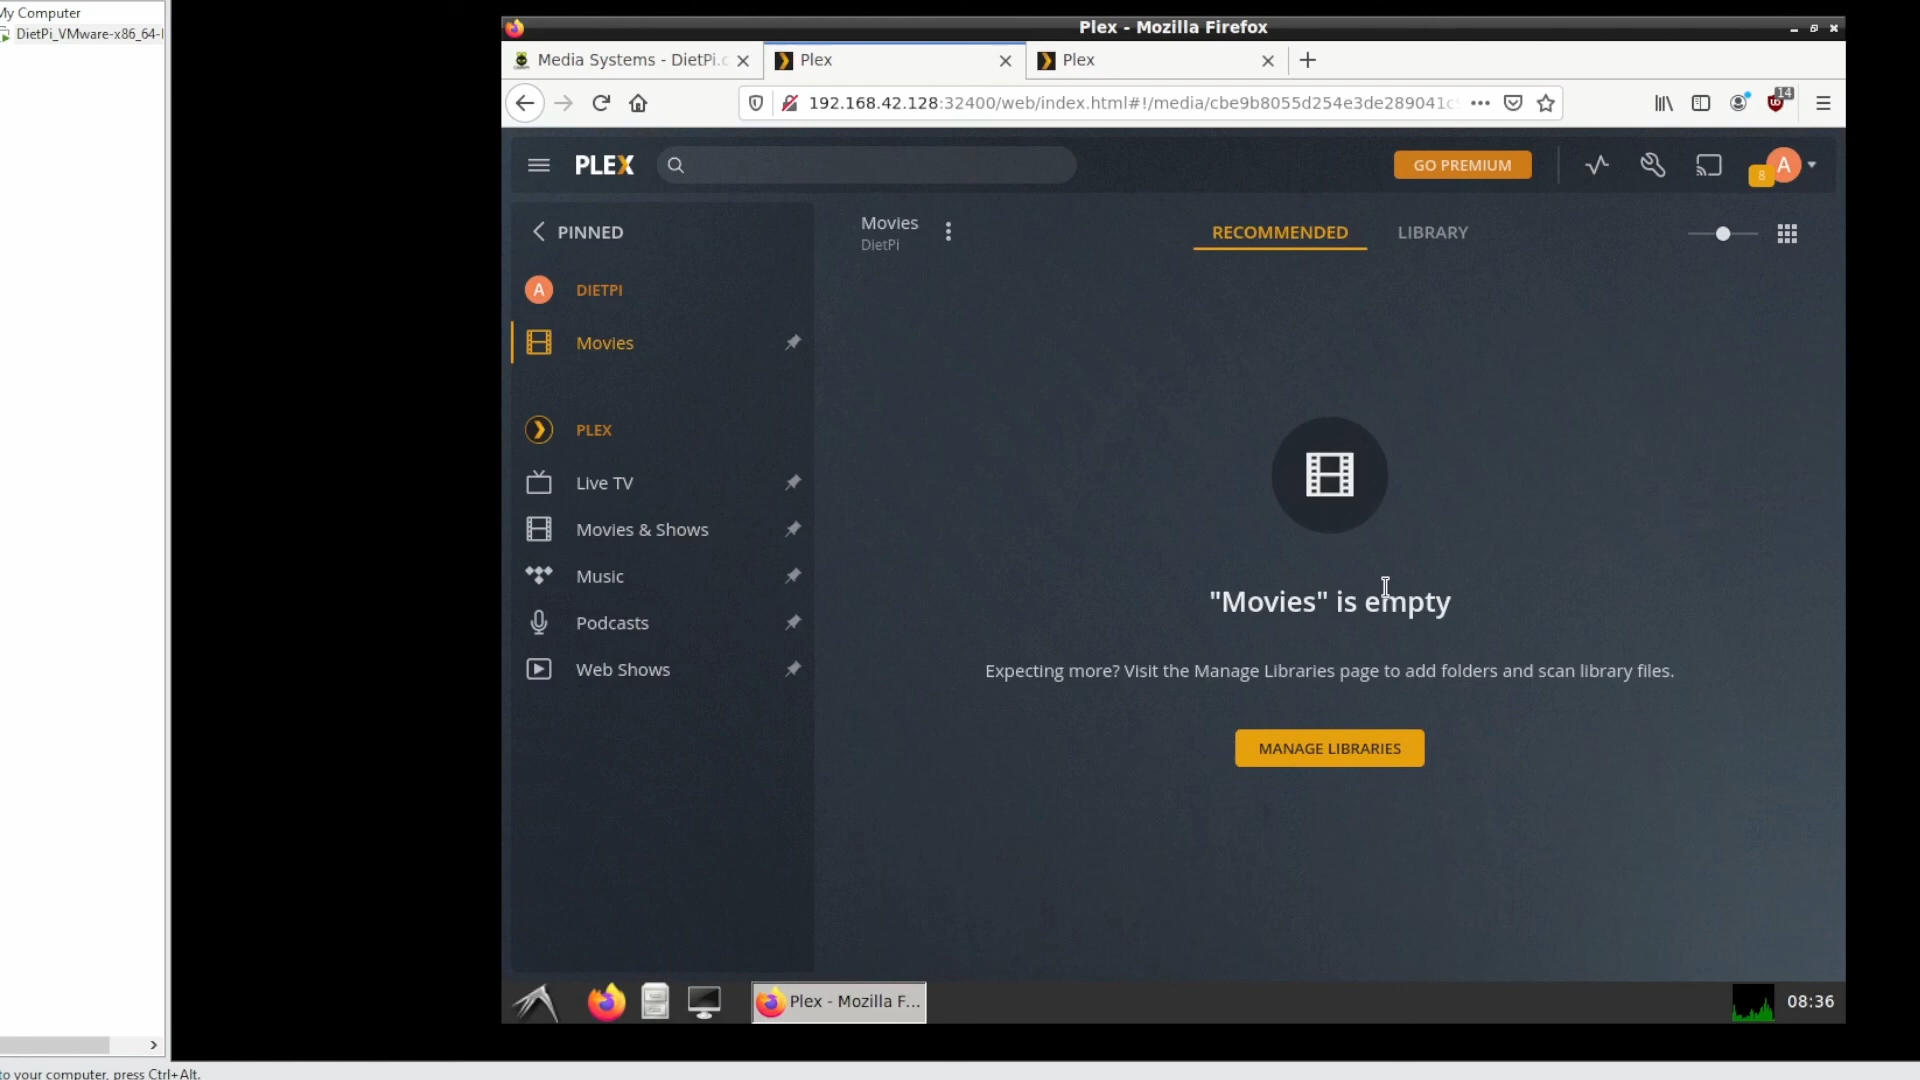 My Computer
DietPi_VMware-x86_64-
Plex - Mozilla Firefox
Media Systems - DietPi.c
Plex
Plex
192.168.42.128:32400/web/index.html#!/media/cbe9b8055d254e3de289041c
14
PLEX
GO PREMIUM
8
A
PINNED
Movies
DietPi
RECOMMENDED
LIBRARY
A
DIETPI
Movies
PLEX
Live TV
Movies & Shows
Music
Podcasts
Web Shows
"Movies" is empty
Expecting more? Visit the Manage Libraries page to add folders and scan library files.
MANAGE LIBRARIES
Plex - Mozilla F...
08:36
to your computer, press Ctrl+Alt.